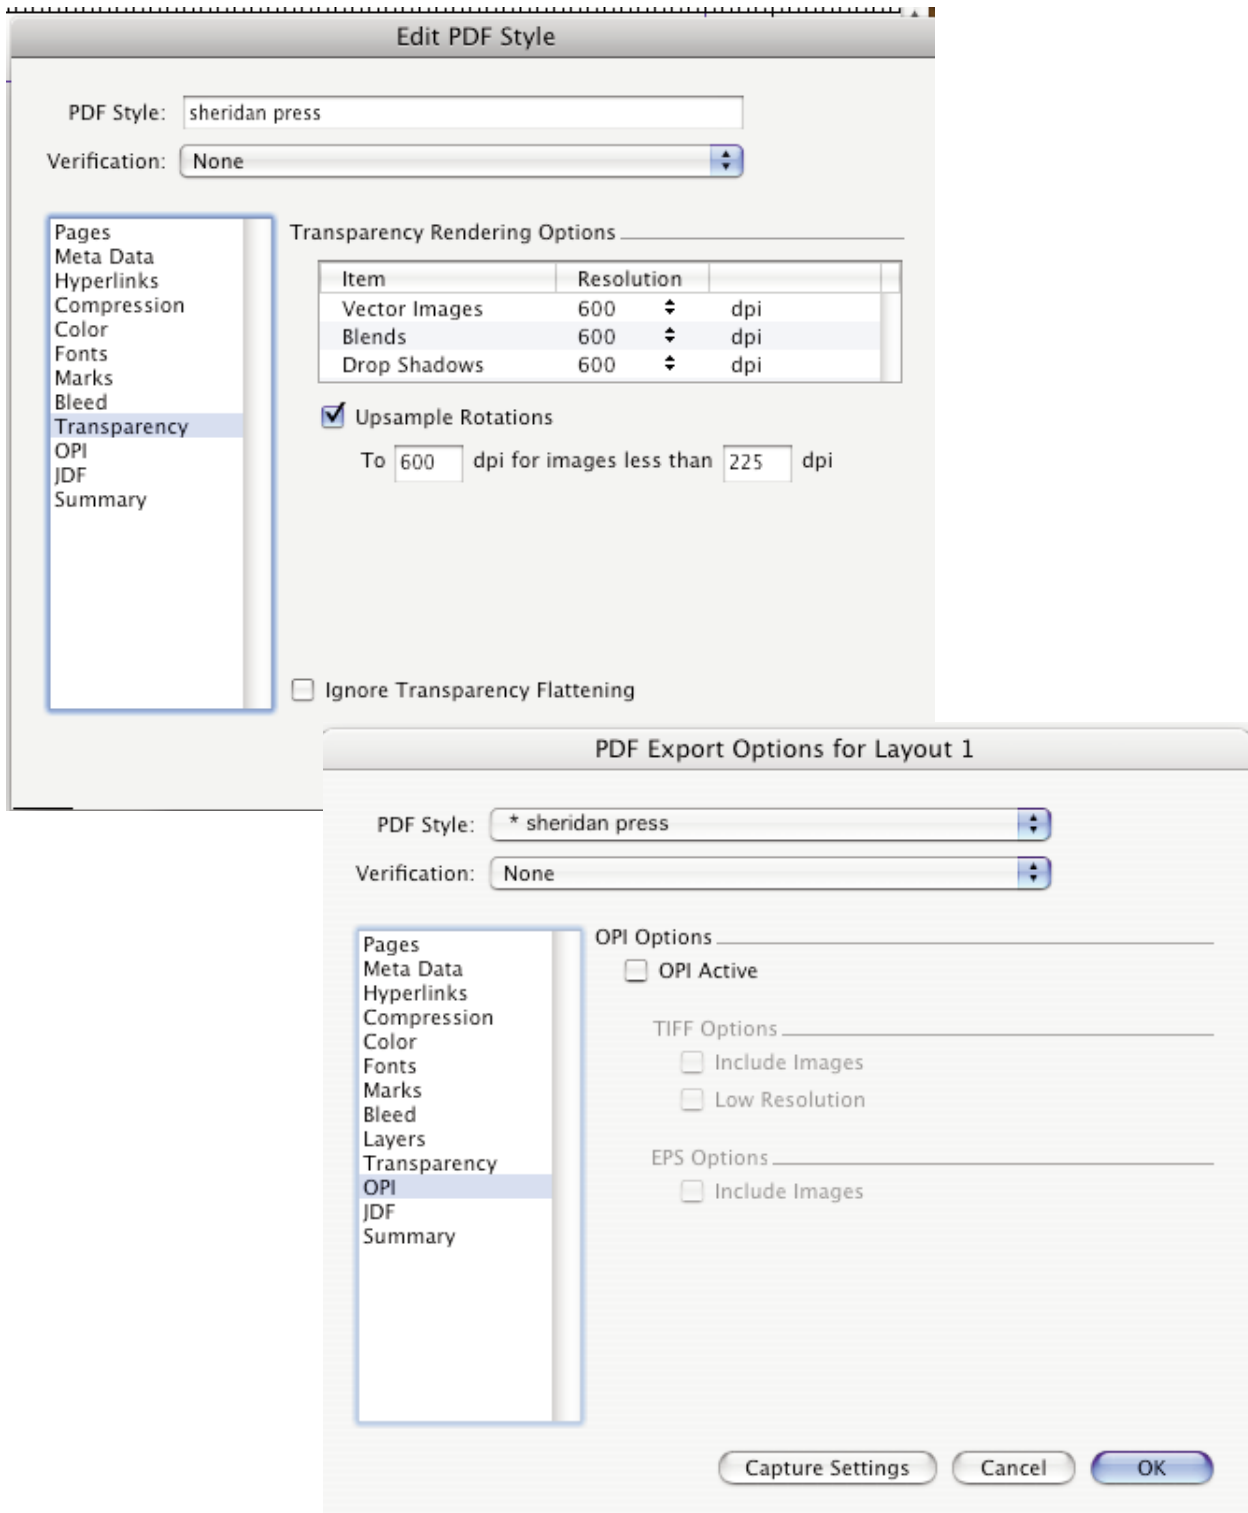 Edit PDF Style
PDF Style: sheridan press
Verification: None
Pages
Meta Data
Hyperlinks
Compression
Color
Fonts
Marks
Bleed
Transparency
OPI
JDF
Summary
Transparency Rendering Options
Item Resolution
Vector Images 600 dpi
Blends 600 dpi
Drop Shadows 600 dpi
Upsample Rotations
To 600 dpi for images less than 225 dpi
Ignore Transparency Flattening
PDF Export Options for Layout 1
PDF Style: * sheridan press
Verification: None
Pages
Meta Data
Hyperlinks
Compression
Color
Fonts
Marks
Bleed
Layers
Transparency
OPI
JDF
Summary
OPI Options
OPI Active
TIFF Options
Include Images
Low Resolution
EPS Options
Include Images
Capture Settings Cancel OK